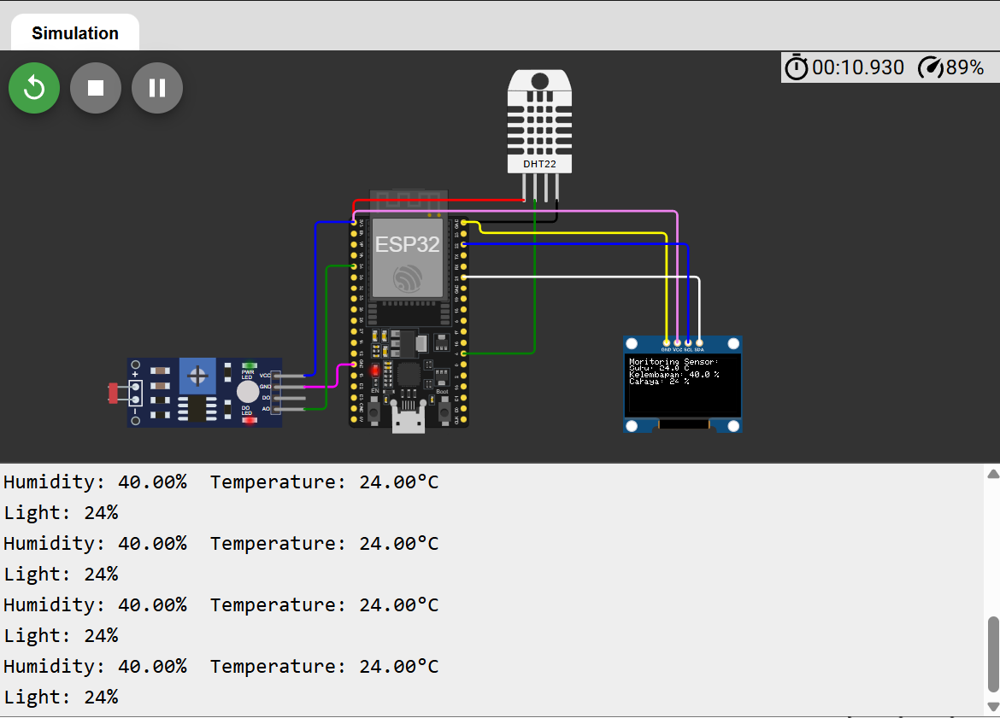 Simulation
00:10.930 89%
DHT22
ESP32
EN
Boot
PWR
LED
VCC
GND
DO
AO
DO
LED
+
−
GND VCC SCL SDA
Monitoring Sensor:
Suhu: 24.0 C
Kelembapan: 40.0 %
Cahaya: 24 %
Humidity: 40.00%  Temperature: 24.00°C
Light: 24%
Humidity: 40.00%  Temperature: 24.00°C
Light: 24%
Humidity: 40.00%  Temperature: 24.00°C
Light: 24%
Humidity: 40.00%  Temperature: 24.00°C
Light: 24%